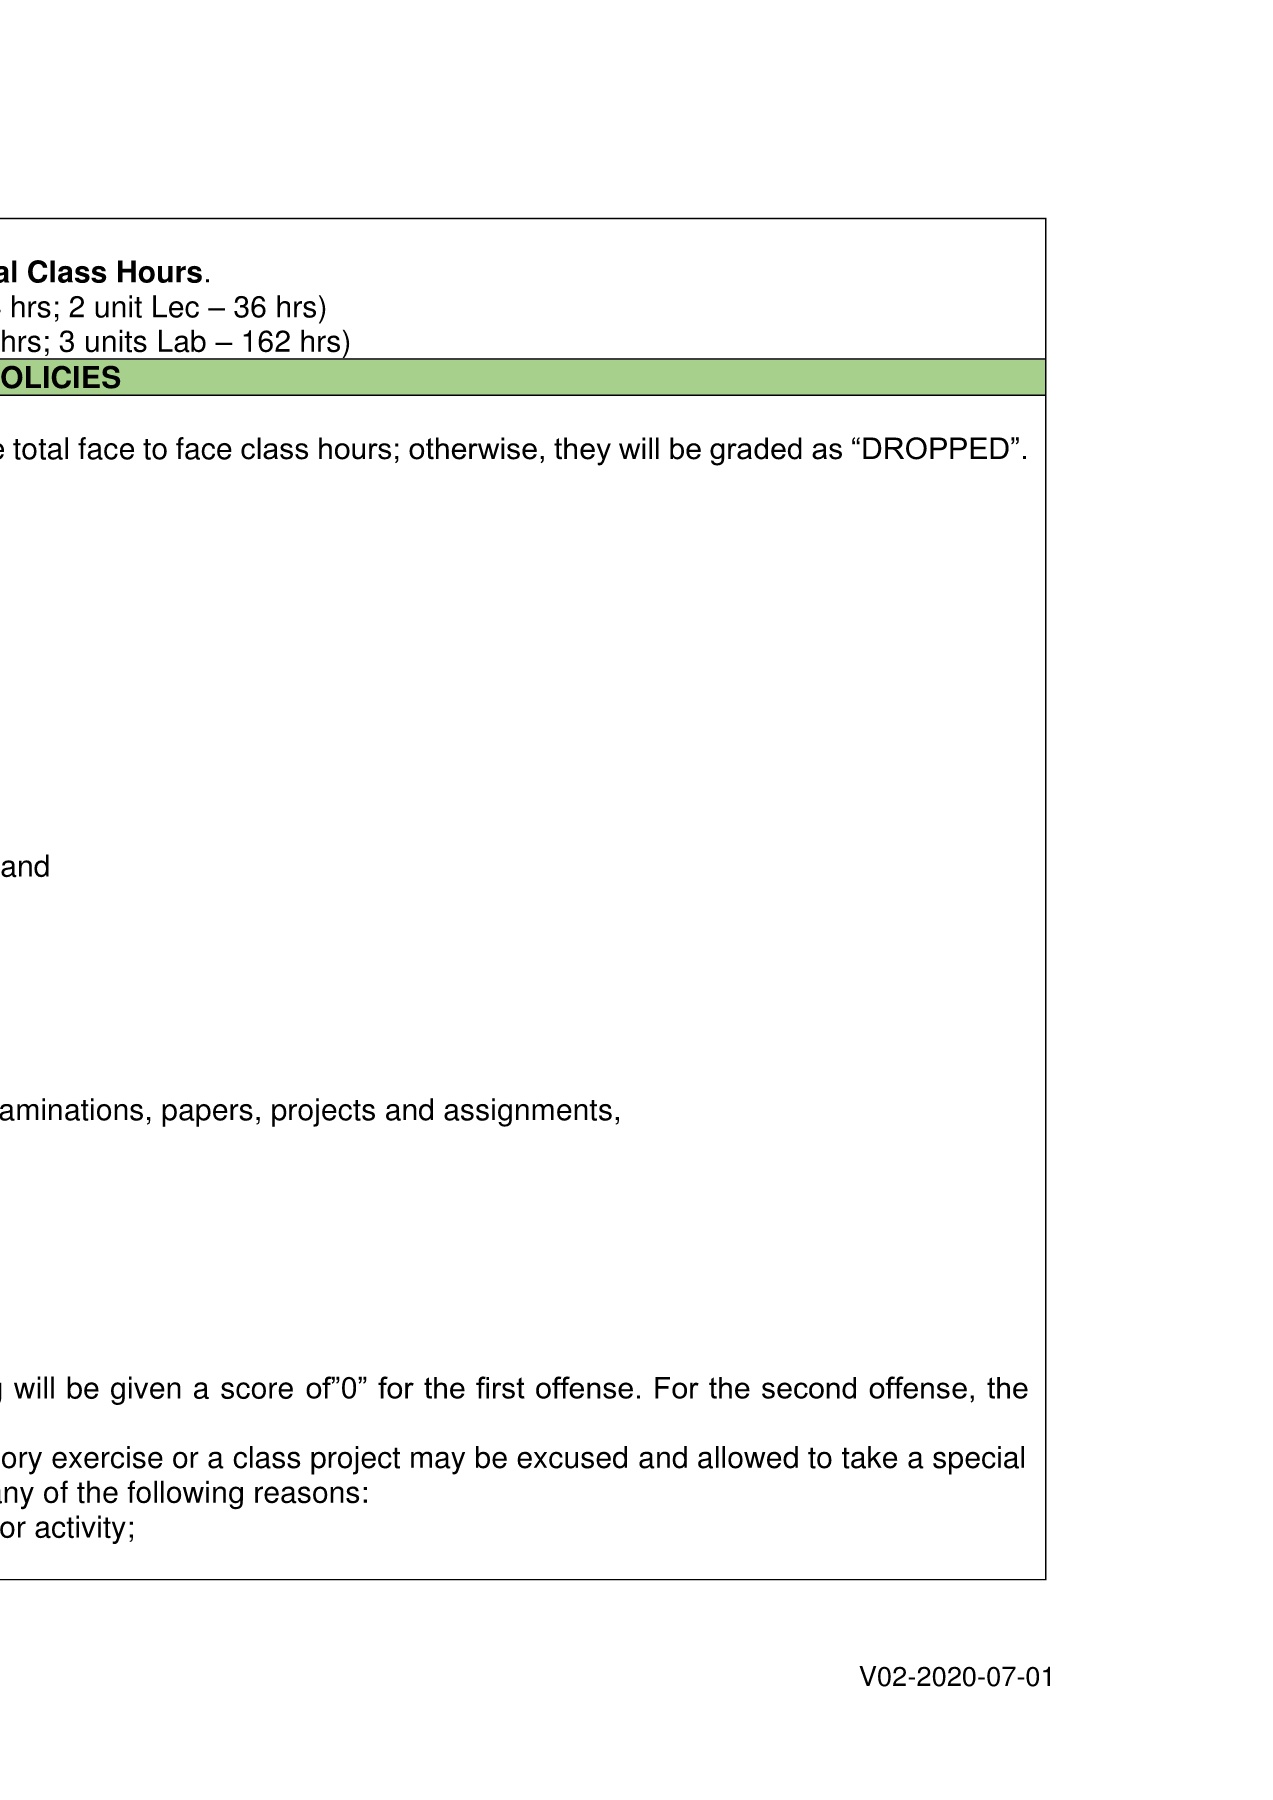 al Class Hours.
hrs; 2 unit Lec – 36 hrs)
hrs; 3 units Lab – 162 hrs)
OLICIES
e total face to face class hours; otherwise, they will be graded as “DROPPED”.
and
aminations, papers, projects and assignments,
g will be given a score of”0” for the first offense. For the second offense, the
ory exercise or a class project may be excused and allowed to take a special
any of the following reasons:
or activity;
V02-2020-07-01